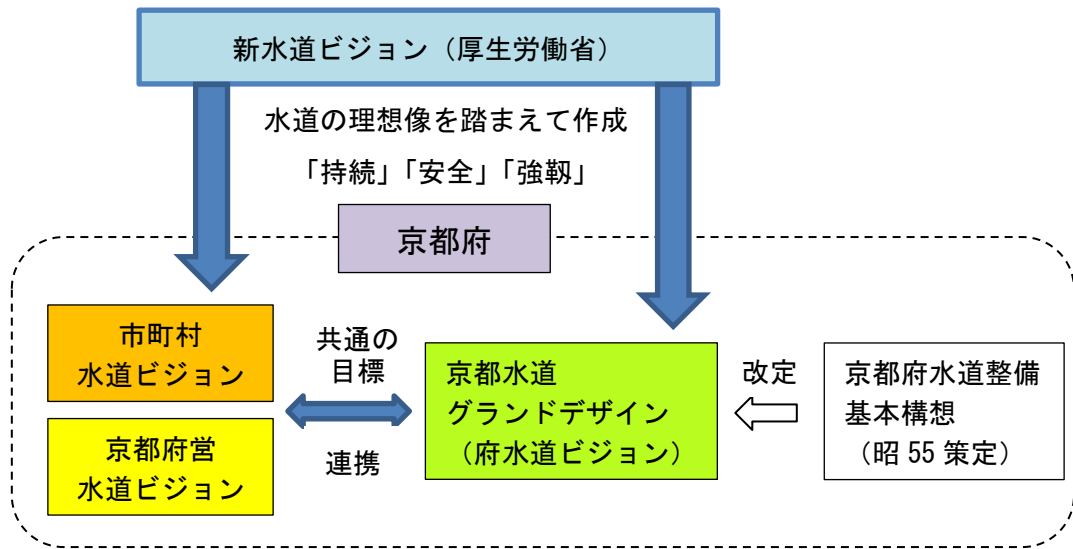 新水道ビジョン（厚生労働省）
水道の理想像を踏まえて作成
「持続」「安全」「強靱」
京都府
市町村
水道ビジョン
京都府営
水道ビジョン
共通の
目標
連携
京都水道
グランドデザイン
（府水道ビジョン）
改定
京都府水道整備
基本構想
（昭 55 策定）